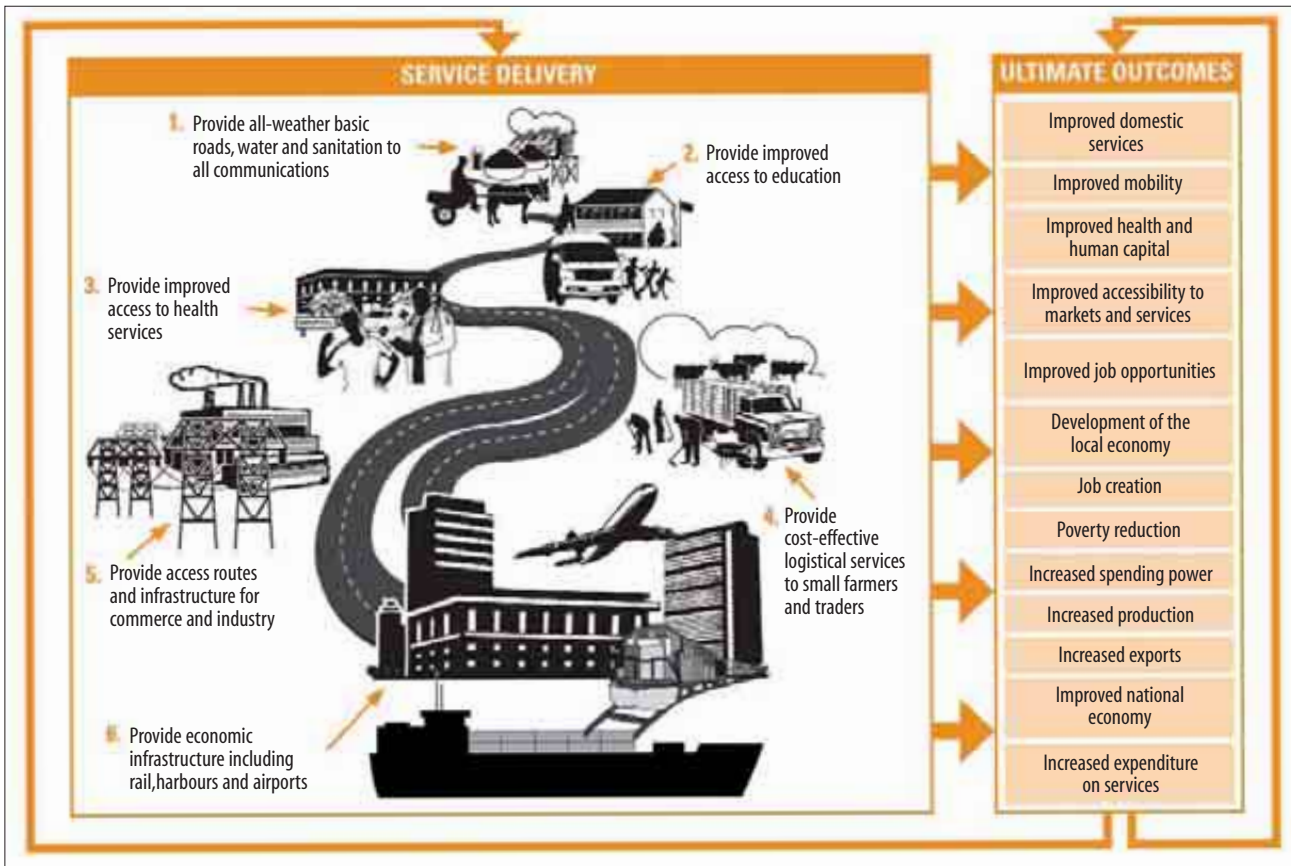 SERVICE DELIVERY
1. Provide all-weather basic
roads, water and sanitation to
all communications
2. Provide improved
access to education
3. Provide improved
access to health
services
4. Provide
cost-effective
logistical services
to small farmers
and traders
5. Provide access routes
and infrastructure for
commerce and industry
6. Provide economic
infrastructure including
rail,harbours and airports
ULTIMATE OUTCOMES
Improved domestic
services
Improved mobility
Improved health and
human capital
Improved accessibility to
markets and services
Improved job opportunities
Development of the
local economy
Job creation
Poverty reduction
Increased spending power
Increased production
Increased exports
Improved national
economy
Increased expenditure
on services